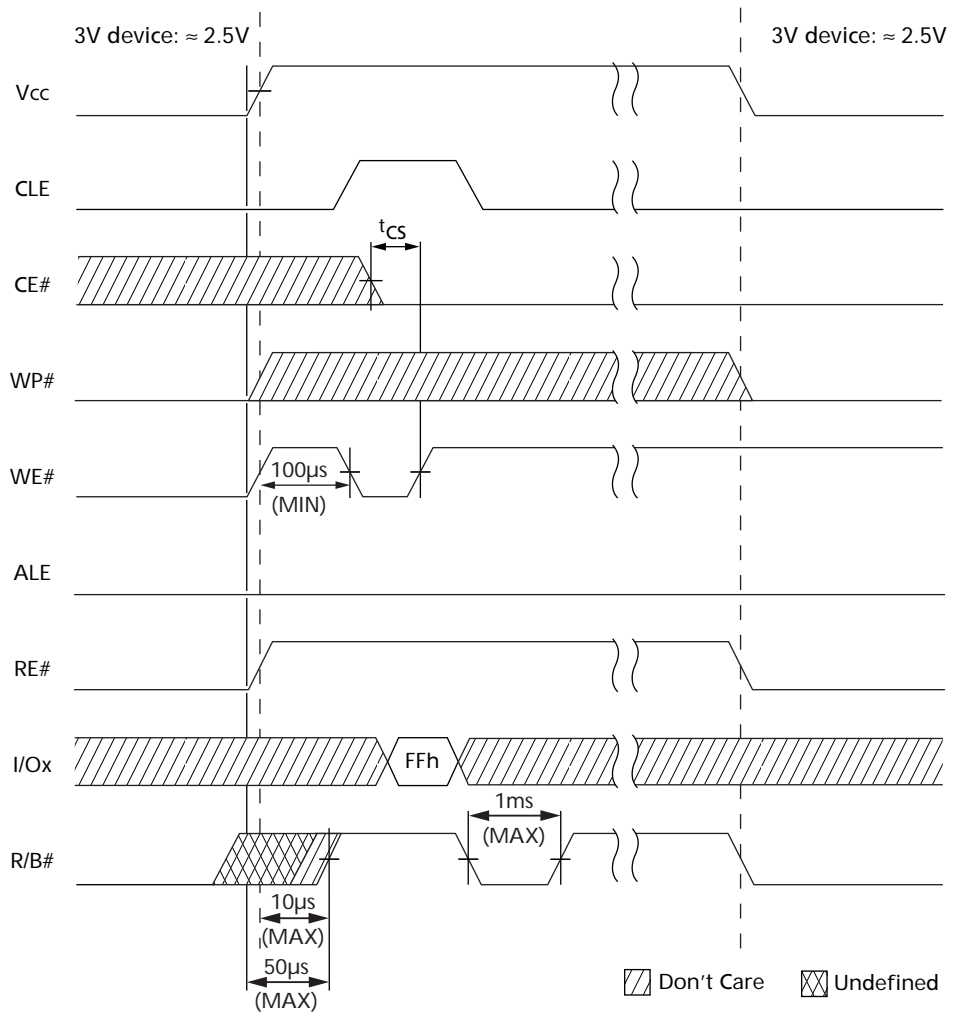 3V device: ≈ 2.5V
3V device: ≈ 2.5V
Vcc
CLE
tCS
CE#
WP#
WE#
100µs
(MIN)
ALE
RE#
I/Ox
FFh
1ms
(MAX)
R/B#
10µs
(MAX)
50µs
(MAX)
Don't Care
Undefined